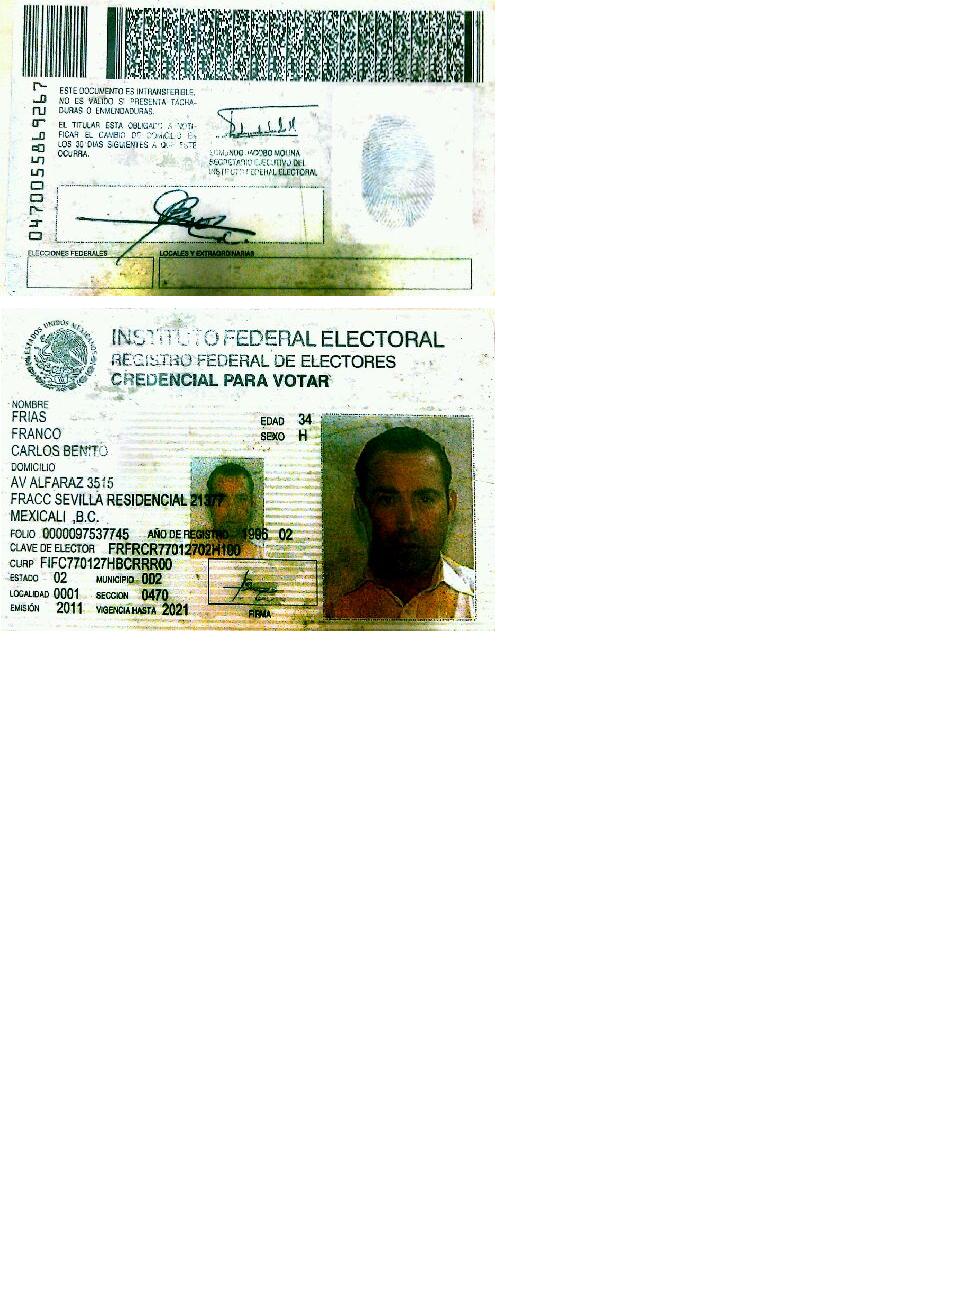 ESTE DOCUMENTO ES INTRANSFERIBLE,
NO ES VALIDO SI PRESENTA TACHA-
DURAS O ENMENDADURAS.
EL TITULAR ESTA OBLIGADO A NOTI-
FICAR EL CAMBIO DE DOMICILIO EN
LOS 30 DIAS SIGUIENTES A QUE ESTE
OCURRA.
EDMUNDO JACOBO MOLINA
SECRETARIO EJECUTIVO DEL
INSTITUTO FEDERAL ELECTORAL
0470055869267
ELECCIONES FEDERALES
LOCALES Y EXTRAORDINARIAS
ESTADOS UNIDOS MEXICANOS
INSTITUTO FEDERAL ELECTORAL
REGISTRO FEDERAL DE ELECTORES
CREDENCIAL PARA VOTAR
NOMBRE
FRIAS
FRANCO
CARLOS BENITO
EDAD 34
SEXO H
DOMICILIO
AV ALFARAZ 3515
FRACC SEVILLA RESIDENCIAL 21377
MEXICALI ,B.C.
FOLIO 0000097537745 AÑO DE REGISTRO 1996 02
CLAVE DE ELECTOR FRFRCR77012702H100
CURP FIFC770127HBCRRR00
ESTADO 02 MUNICIPIO 002
LOCALIDAD 0001 SECCION 0470
EMISIÓN 2011 VIGENCIA HASTA 2021
FIRMA